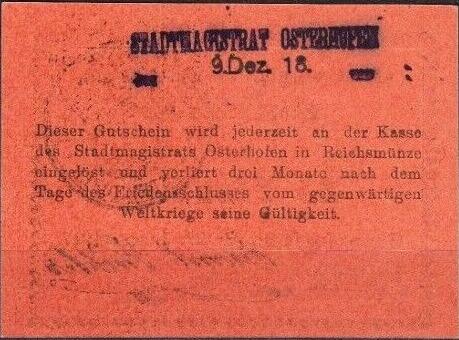 STADTMAGISTRAT OSTERHOFEN
9.Dez. 18.
Dieser Gutschein wird jederzeit an der Kasse
des Stadtmagistrats Osterhofen in Reichsmünze
eingelöst und verliert drei Monate nach dem
Tage des Friedensschlusses vom gegenwärtigen
Weltkriege seine Gültigkeit.